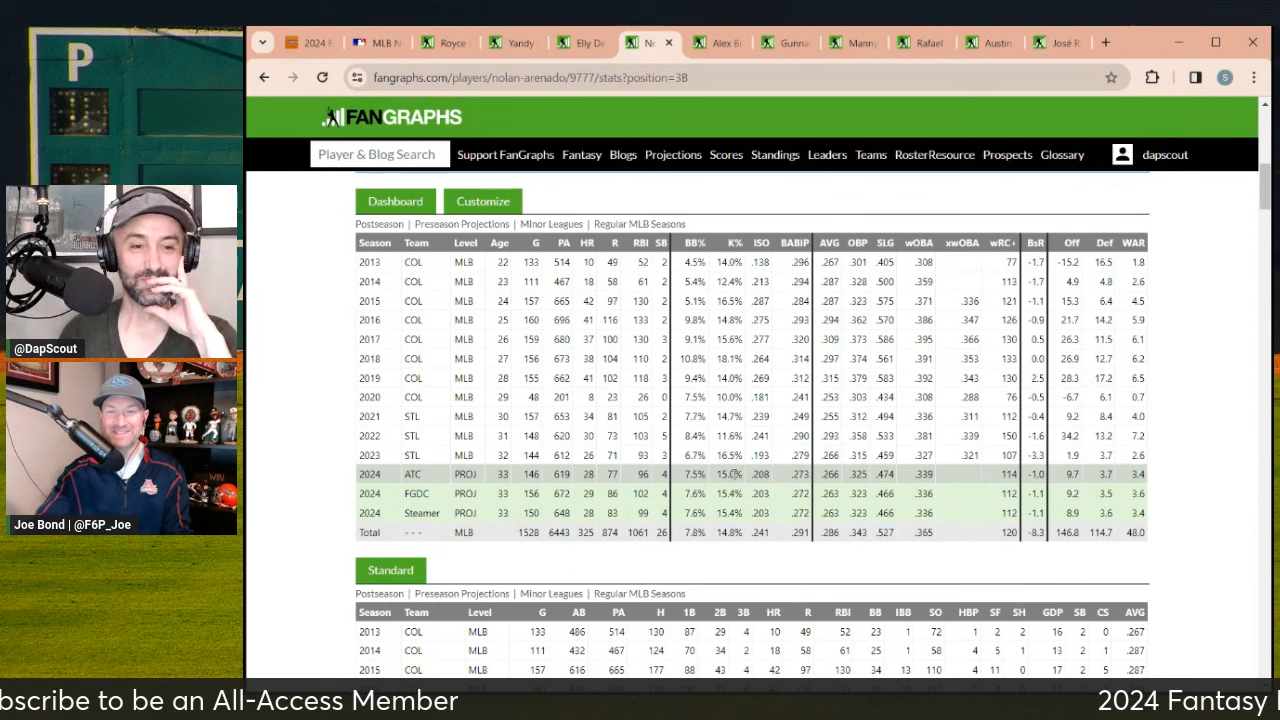 P
2024 F
MLB N
Royce
Yandy
Elly De
No
Alex B
Gunna
Manny
Rafael
Austin
José R.
fangraphs.com/players/nolan-arenado/9777/stats?position=3B
S
FANGRAPHS
Player & Blog Search Support FanGraphs Fantasy Blogs Projections Scores Standings Leaders Teams RosterResource Prospects Glossary dapscout
Dashboard Customize
Postseason | Preseason Projections | Minor Leagues | Regular MLB Seasons
Season Team Level Age G PA HR R RBI SB BB% K% ISO BABIP AVG OBP SLG wOBA xwOBA wRC+ BsR Off Def WAR
2013 COL MLB 22 133 514 10 49 52 2 4.5% 14.0% .138 .296 .267 .301 .405 .308 77 -1.7 -15.2 16.5 1.8
2014 COL MLB 23 111 467 18 58 61 2 5.4% 12.4% .213 .294 .287 .328 .500 .359 113 -1.7 4.9 4.8 2.6
2015 COL MLB 24 157 665 42 97 130 2 5.1% 16.5% .287 .284 .287 .323 .575 .371 .336 121 -1.1 15.3 6.4 4.5
2016 COL MLB 25 160 696 41 116 133 2 9.8% 14.8% .275 .293 .294 .362 .570 .386 .347 126 -0.9 21.7 14.2 5.9
2017 COL MLB 26 159 680 37 100 130 3 9.1% 15.6% .277 .320 .309 .373 .586 .395 .366 130 0.5 26.3 11.5 6.1
2018 COL MLB 27 156 673 38 104 110 2 10.8% 18.1% .264 .314 .297 .374 .561 .391 .353 133 0.0 26.9 12.7 6.2
2019 COL MLB 28 155 662 41 102 118 3 9.4% 14.0% .269 .312 .315 .379 .583 .392 .343 130 2.5 28.3 17.2 6.5
2020 COL MLB 29 48 201 8 23 26 0 7.5% 10.0% .181 .241 .253 .303 .434 .308 .288 76 -0.5 -6.7 6.1 0.7
2021 STL MLB 30 157 653 34 81 105 2 7.7% 14.7% .239 .249 .255 .312 .494 .336 .311 112 -0.4 9.2 8.4 4.0
2022 STL MLB 31 148 620 30 73 103 5 8.4% 11.6% .241 .290 .293 .358 .533 .381 .339 150 -1.6 34.2 13.2 7.2
2023 STL MLB 32 144 612 26 71 93 3 6.7% 16.5% .193 .279 .266 .315 .459 .327 .321 107 -3.3 1.9 3.7 2.6
2024 ATC PROJ 33 146 619 28 77 96 4 7.5% 15.0% .208 .273 .266 .325 .474 .339 114 -1.0 9.7 3.7 3.4
2024 FGDC PROJ 33 156 672 29 86 102 4 7.6% 15.4% .203 .272 .263 .323 .466 .336 112 -1.1 9.2 3.5 3.6
2024 Steamer PROJ 33 150 648 28 83 99 4 7.6% 15.4% .203 .272 .263 .323 .466 .336 112 -1.1 8.9 3.6 3.4
Total - - - MLB 1528 6443 325 874 1061 26 7.8% 14.8% .241 .291 .286 .343 .527 .365 120 -8.3 146.8 114.7 48.0
Standard
Postseason | Preseason Projections | Minor Leagues | Regular MLB Seasons
Season Team Level G AB PA H 1B 2B 3B HR R RBI BB IBB SO HBP SF SH GDP SB CS AVG
2013 COL MLB 133 486 514 130 87 29 4 10 49 52 23 1 72 1 2 2 16 2 0 .267
2014 COL MLB 111 432 467 124 70 34 2 18 58 61 25 1 58 4 5 1 13 2 1 .287
2015 COL MLB 157 616 665 177 88 43 4 42 97 130 34 13 110 4 11 0 17 2 5 .287
@DapScout
WIN
Joe Bond | @F6P_Joe
bscribe to be an All-Access Member
2024 Fantasy